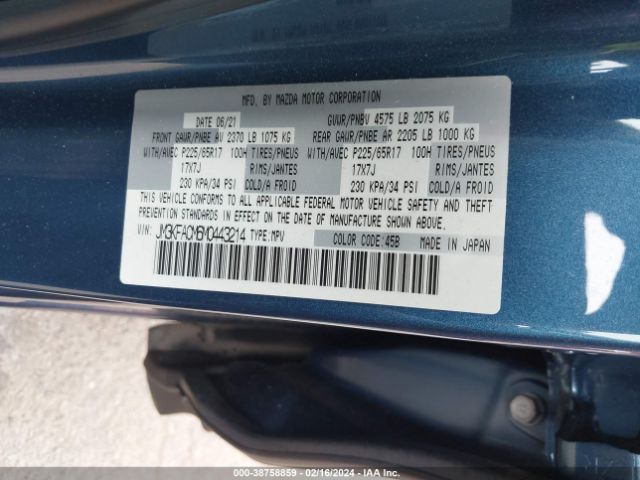 MFD. BY MAZDA MOTOR CORPORATION
DATE 06/21 GVWR/PNBV 4575 LB 2075 KG
FRONT GAWR/PNBE AV 2370 LB 1075 KG REAR GAWR/PNBE AR 2205 LB 1000 KG
WITH/AVEC P225/65R17 100H TIRES/PNEUS WITH/AVEC P225/65R17 100H TIRES/PNEUS
17X7J RIMS/JANTES 17X7J RIMS/JANTES
230 KPA/34 PSI COLD/A FROID 230 KPA/34 PSI COLD/A FROID
THIS VEHICLE CONFORMS TO ALL APPLICABLE FEDERAL MOTOR VEHICLE SAFETY AND THEFT
PREVENTION STANDARDS IN EFFECT ON THE DATE OF MANUFACTURE SHOWN ABOVE.
TYPE:MPV COLOR CODE:45B MADE IN JAPAN
000-38758859 - 02/16/2024 - IAA Inc.